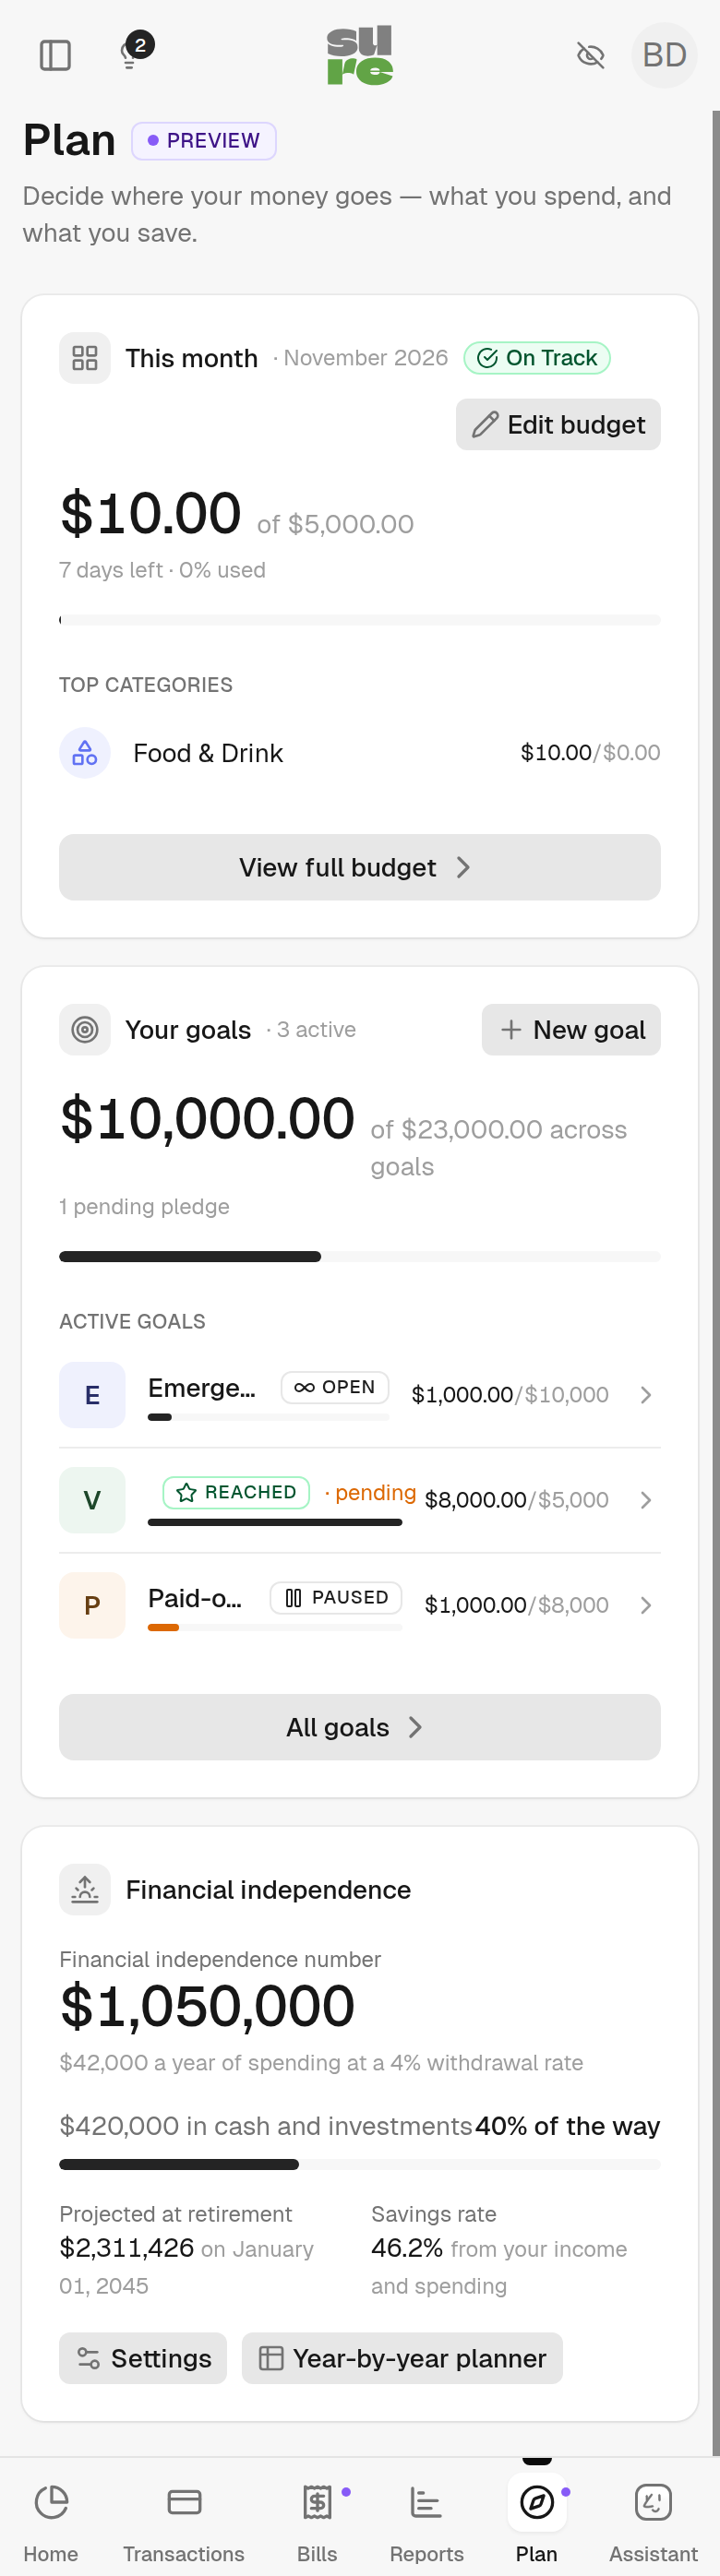 2
sure
BD
Plan
PREVIEW
Decide where your money goes — what you spend, and
what you save.
This month · November 2026 On Track
Edit budget
$10.00 of $5,000.00
7 days left · 0% used
TOP CATEGORIES
Food & Drink $10.00/$0.00
View full budget
Your goals · 3 active New goal
$10,000.00 of $23,000.00 across
goals
1 pending pledge
ACTIVE GOALS
E Emerge... OPEN $1,000.00/$10,000
V REACHED · pending $8,000.00/$5,000
P Paid-o... PAUSED $1,000.00/$8,000
All goals
Financial independence
Financial independence number
$1,050,000
$42,000 a year of spending at a 4% withdrawal rate
$420,000 in cash and investments 40% of the way
Projected at retirement
$2,311,426 on January
01, 2045
Savings rate
46.2% from your income
and spending
Settings Year-by-year planner
Home Transactions Bills Reports Plan Assistant